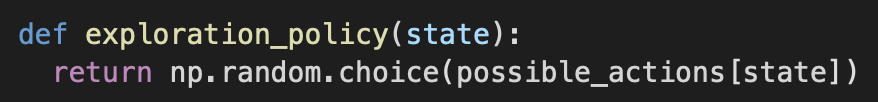 def exploration_policy(state):
  return np.random.choice(possible_actions[state])